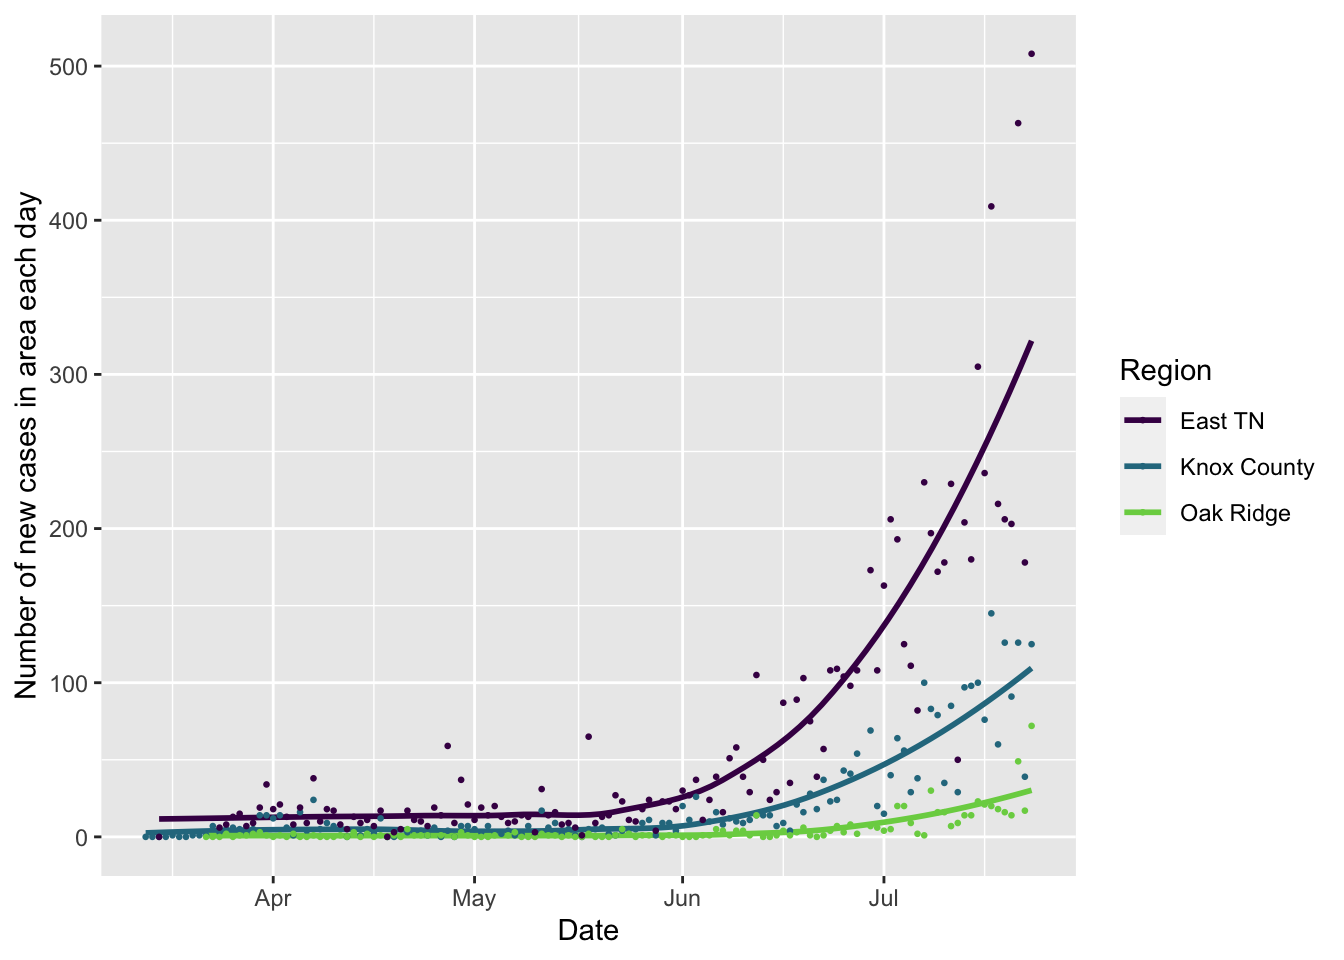 Number of new cases in area each day
500
400
300
200
100
0
Apr
May
Jun
Jul
Date
Region
East TN
Knox County
Oak Ridge